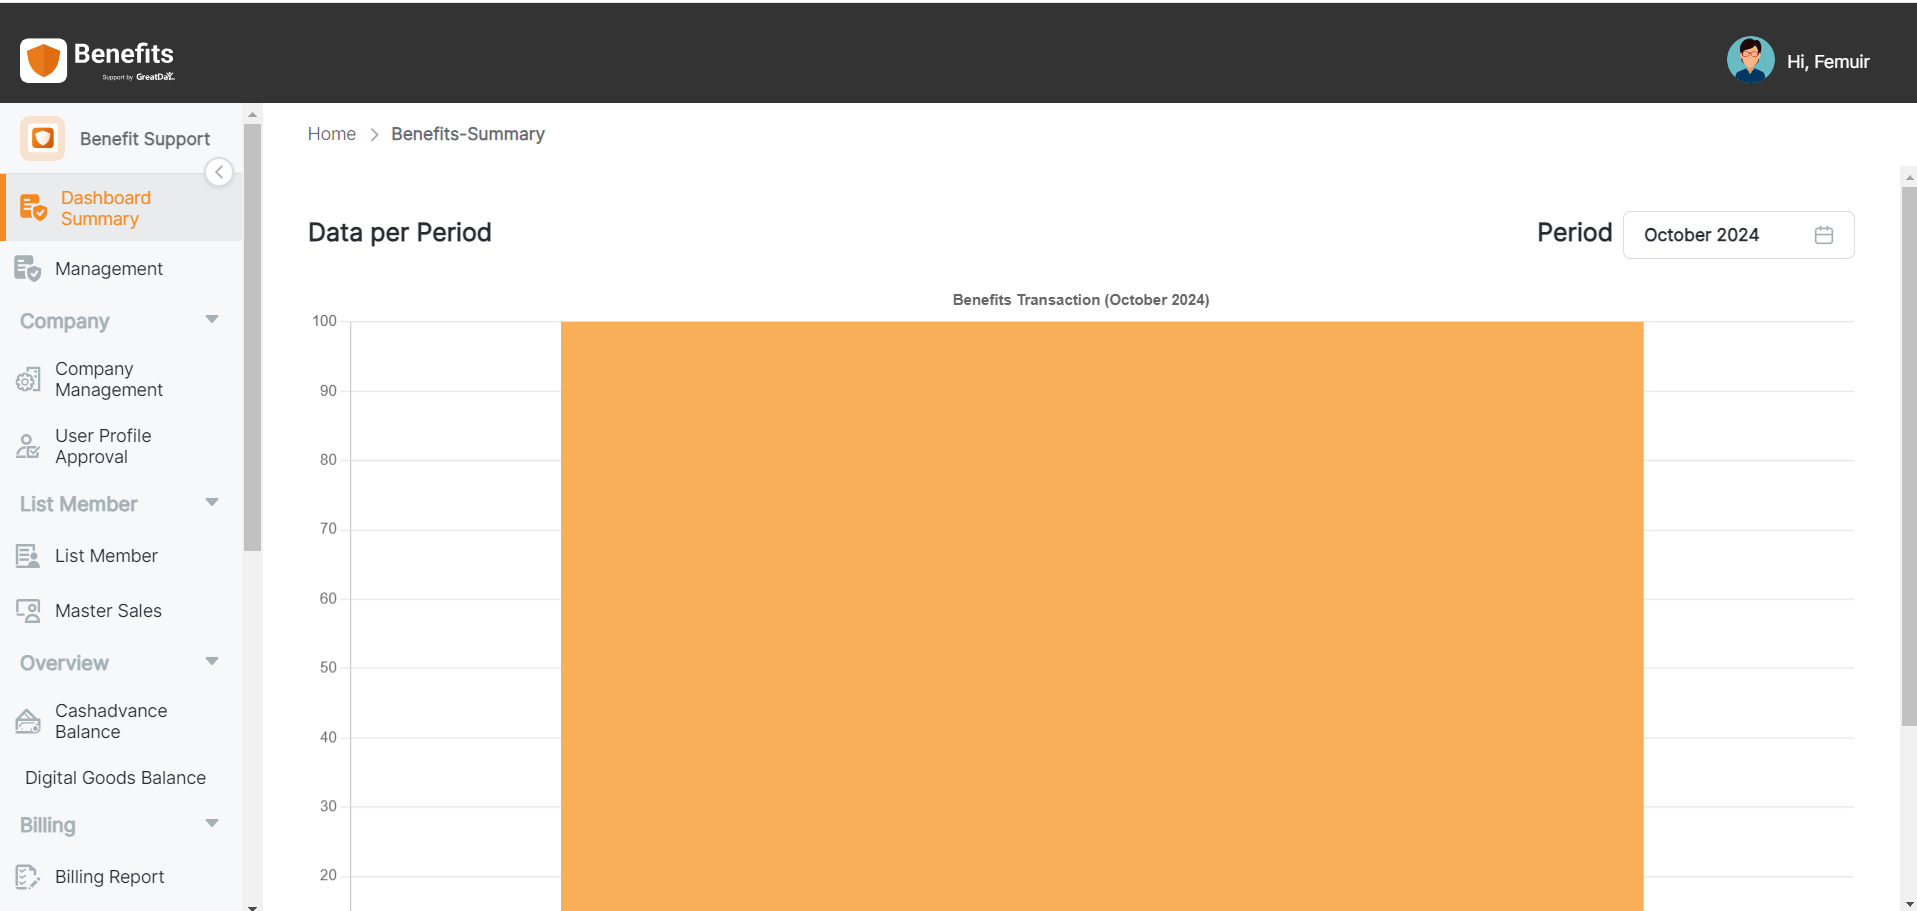 Benefits
Support by GreatDay
Hi, Femuir
Benefit Support
Dashboard
Summary
Management
Company
Company
Management
User Profile
Approval
List Member
List Member
Master Sales
Overview
Cashadvance
Balance
Digital Goods Balance
Billing
Billing Report
Home > Benefits-Summary
Data per Period
Period October 2024
Benefits Transaction (October 2024)
100
90
80
70
60
50
40
30
20